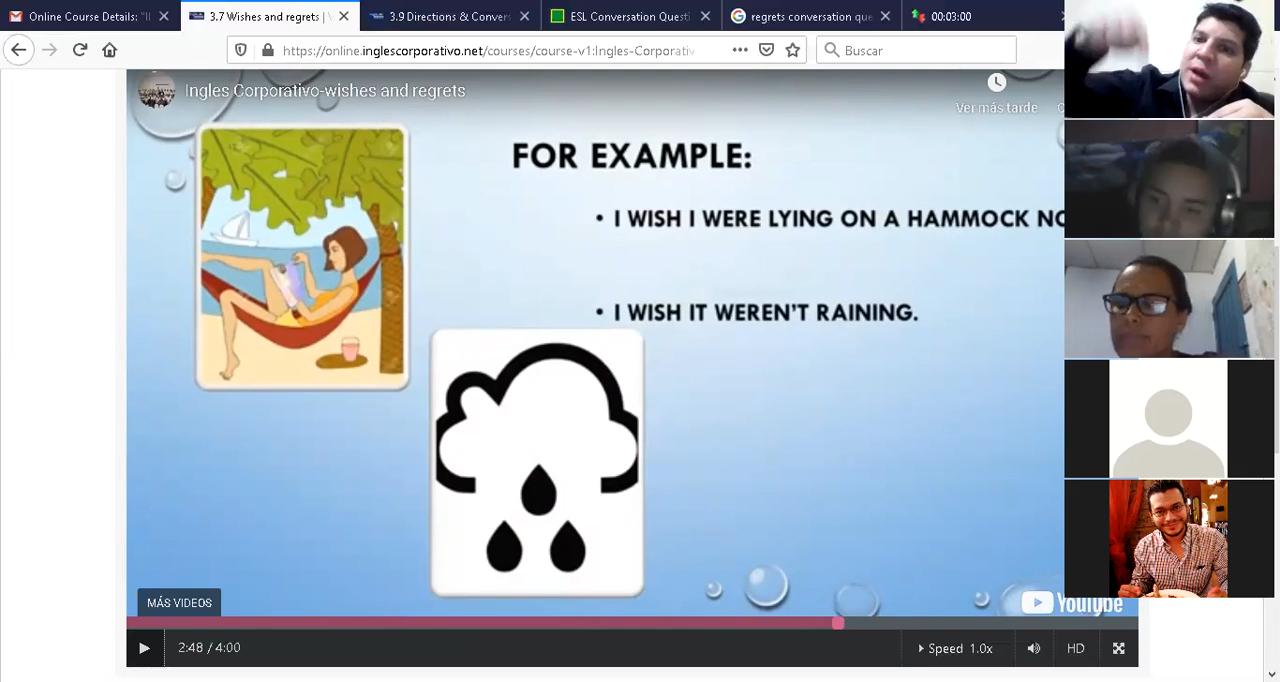 Online Course Details: "II
3.7 Wishes and regrets | V
3.9 Directions & Convers
ESL Conversation Questi
regrets conversation que
00:03:00
https://online.inglescorporativo.net/courses/course-v1:Ingles-Corporativ
Buscar
Ingles Corporativo-wishes and regrets
Ver más tarde
FOR EXAMPLE:
• I WISH I WERE LYING ON A HAMMOCK NO
• I WISH IT WEREN'T RAINING.
MÁS VIDEOS
YouTube
2:48 / 4:00
Speed 1.0x
HD